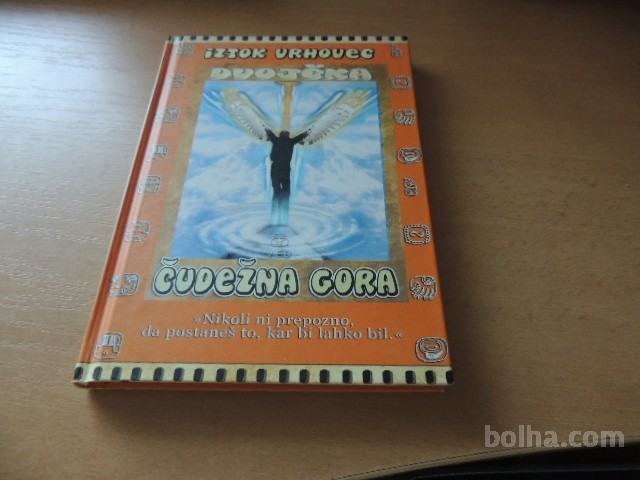 IZTOK VRHOVEC
DVOJČKA
ČUDEŽNA GORA
»Nikoli ni prepozno,
da postaneš to, kar bi lahko bil.«
bolha.com